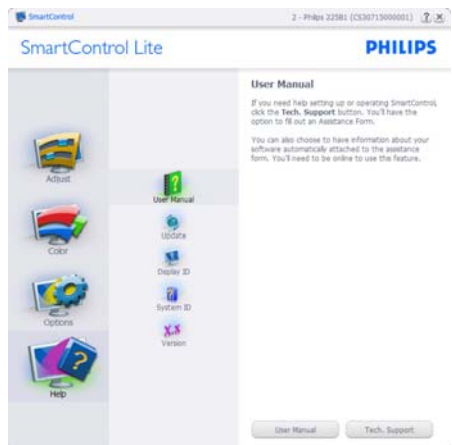 SmartControl
2 - Philips 225B1 (CS30715000001)
SmartControl Lite
PHILIPS
Adjust
Color
Options
Help
User Manual
Update
Display ID
System ID
Version
User Manual
If you need help setting up or operating SmartControl,
click the Tech. Support button. You'll have the
option to fill out an Assistance Form.
You can also choose to have information about your
software automatically attached to the assistance
form. You'll need to be online to use this feature.
User Manual
Tech. Support